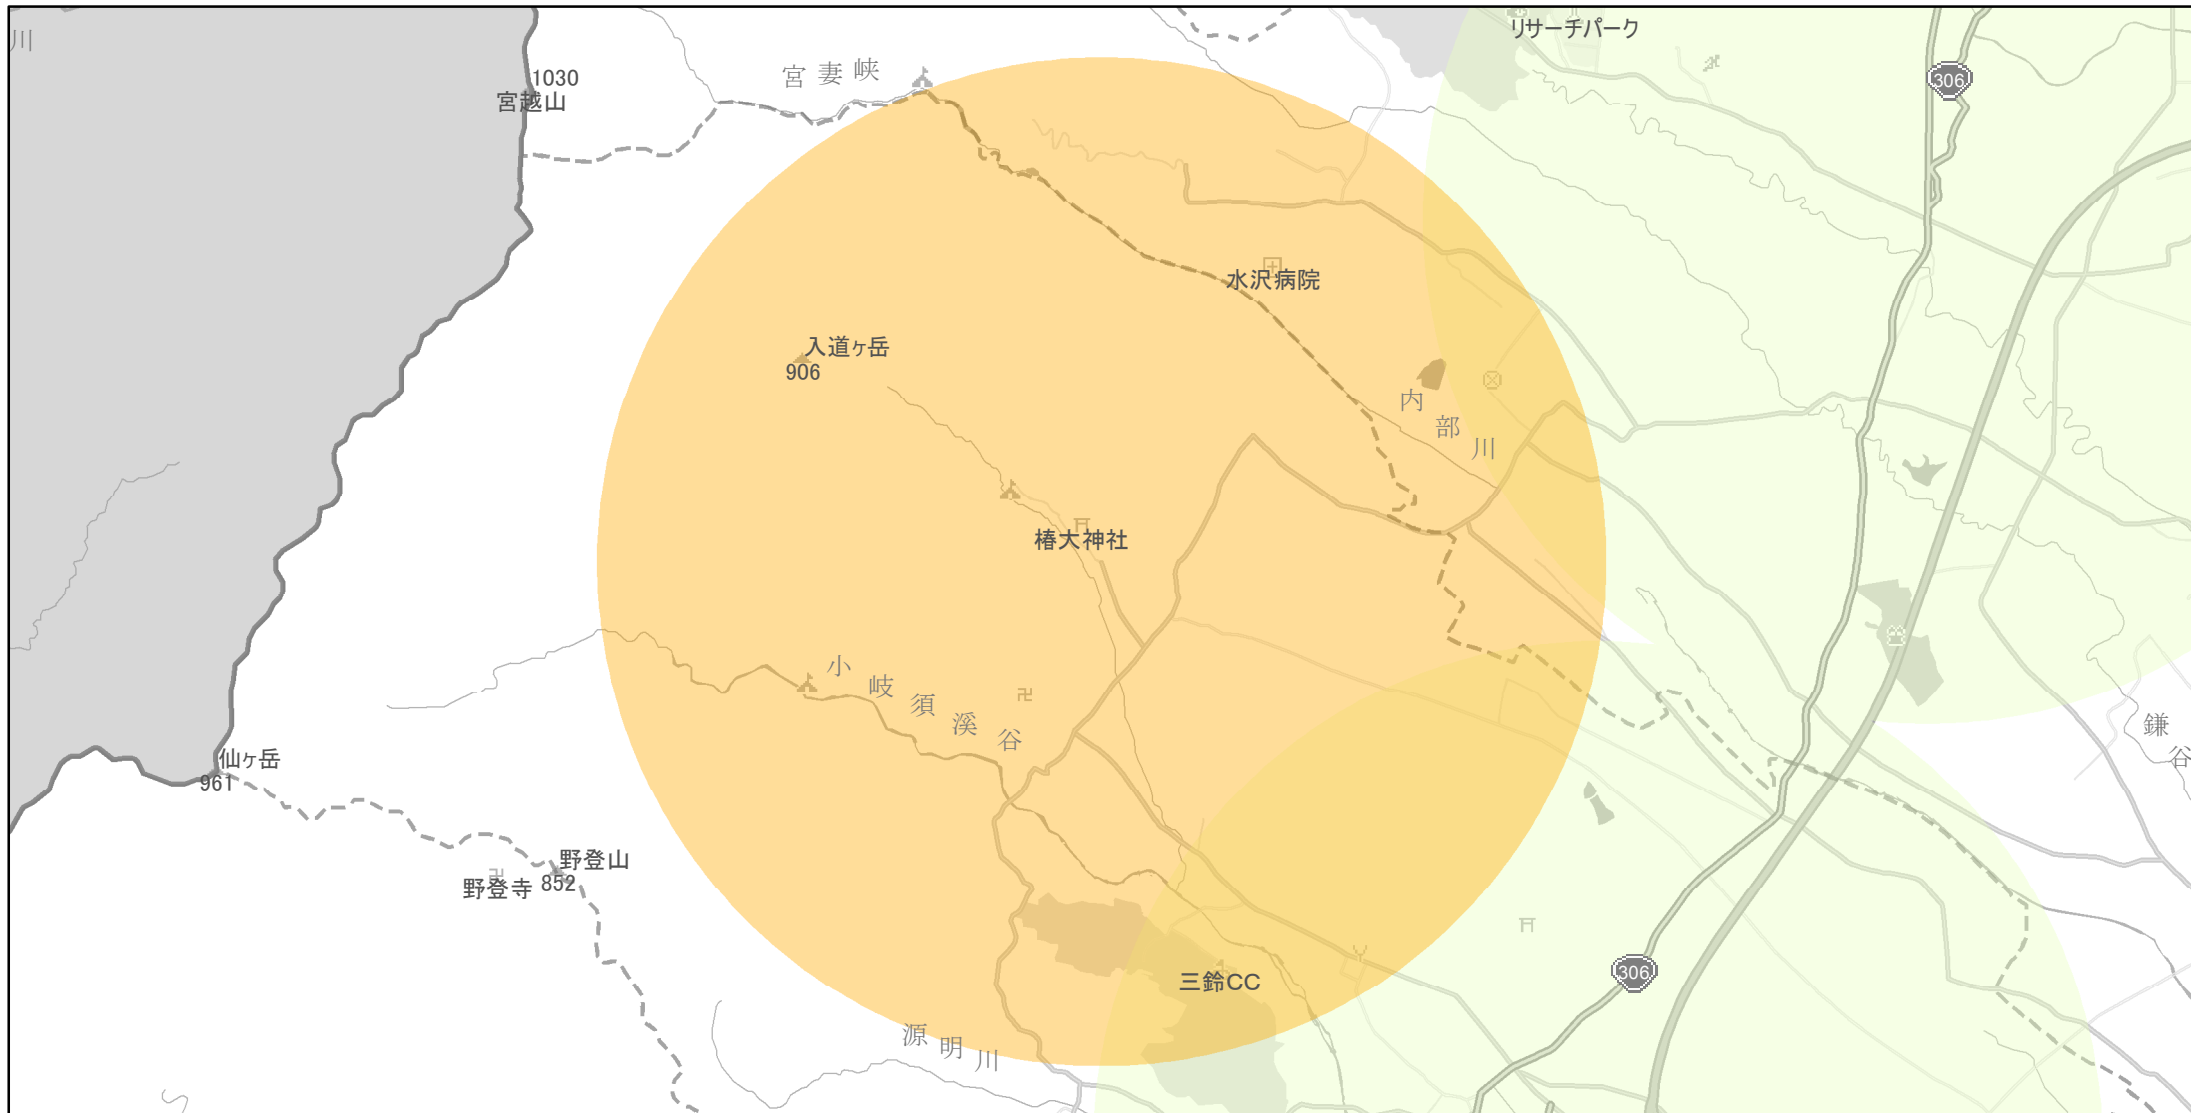 川
リサーチパーク
1030
宮越山
宮妻峡
306
水沢病院
入道ヶ岳
906
内部川
椿大神社
小岐須溪谷
鎌谷
仙ヶ岳
961
野登山
852
野登寺
三鈴CC
306
源明川